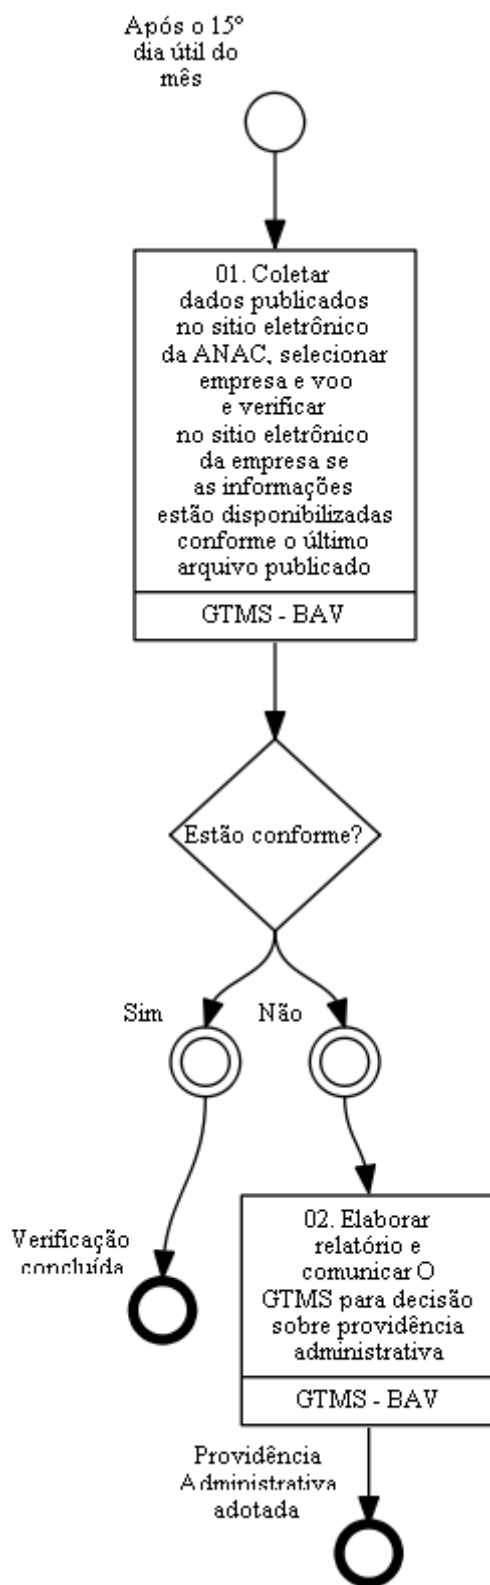 Após o 15º
dia útil do
mês
01. Coletar
dados publicados
no sitio eletrônico
da ANAC, selecionar
empresa e voo
e verificar
no sitio eletrônico
da empresa se
as informações
estão disponibilizadas
conforme o último
arquivo publicado
GTMS - BAV
Estão conforme?
Sim
Não
Verificação
concluída
02. Elaborar
relatório e
comunicar O
GTMS para decisão
sobre providência
administrativa
GTMS - BAV
Providência
Administrativa
adotada